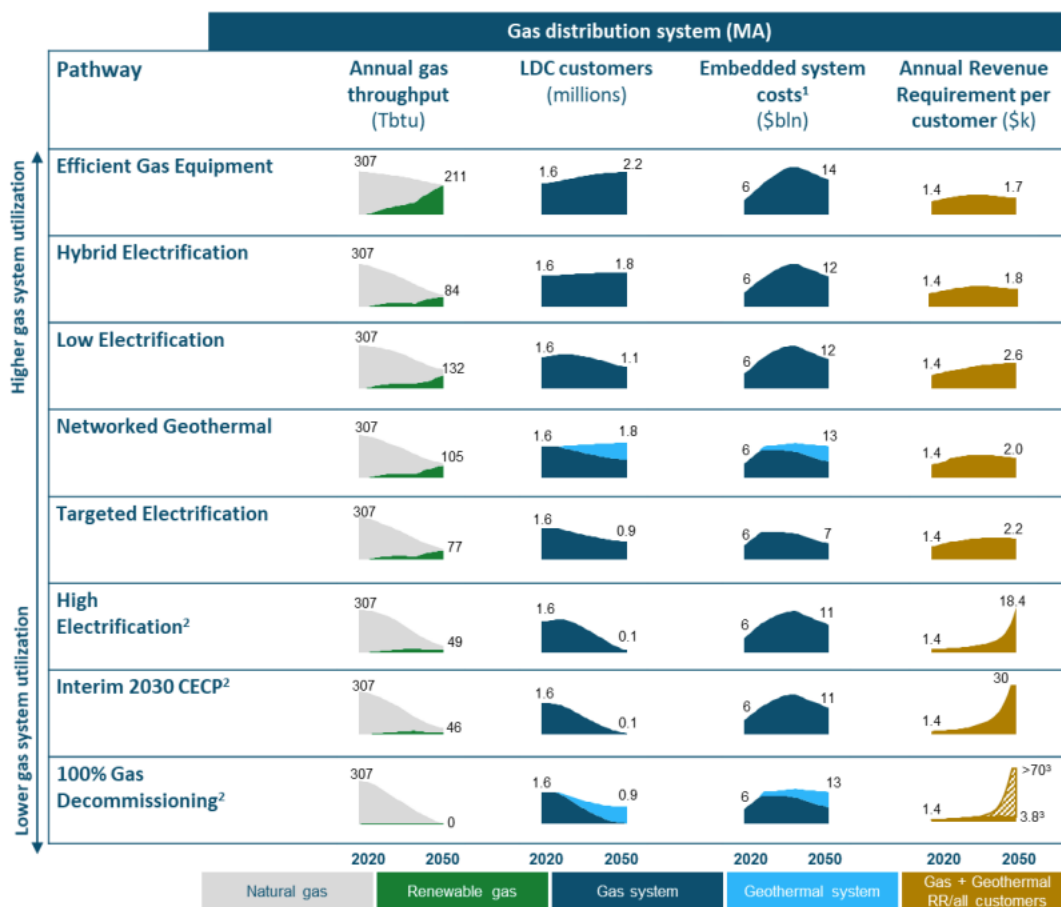 Gas distribution system (MA)
Pathway
Annual gas
throughput
(Tbtu)
LDC customers
(millions)
Embedded system
costs¹
($bln)
Annual Revenue
Requirement per
customer ($k)
Higher gas system utilization
Lower gas system utilization
Efficient Gas Equipment
307
211
1.6
2.2
6
14
1.4
1.7
Hybrid Electrification
307
84
1.6
1.8
6
12
1.4
1.8
Low Electrification
307
132
1.6
1.1
6
12
1.4
2.6
Networked Geothermal
307
105
1.6
1.8
6
13
1.4
2.0
Targeted Electrification
307
77
1.6
0.9
6
7
1.4
2.2
High
Electrification²
307
49
1.6
0.1
6
11
1.4
18.4
Interim 2030 CECP²
307
46
1.6
0.1
6
11
1.4
30
100% Gas
Decommissioning²
307
0
1.6
0.9
6
13
1.4
>70³
3.8³
2020 2050 2020 2050 2020 2050 2020 2050
Natural gas
Renewable gas
Gas system
Geothermal system
Gas + Geothermal
RR/all customers